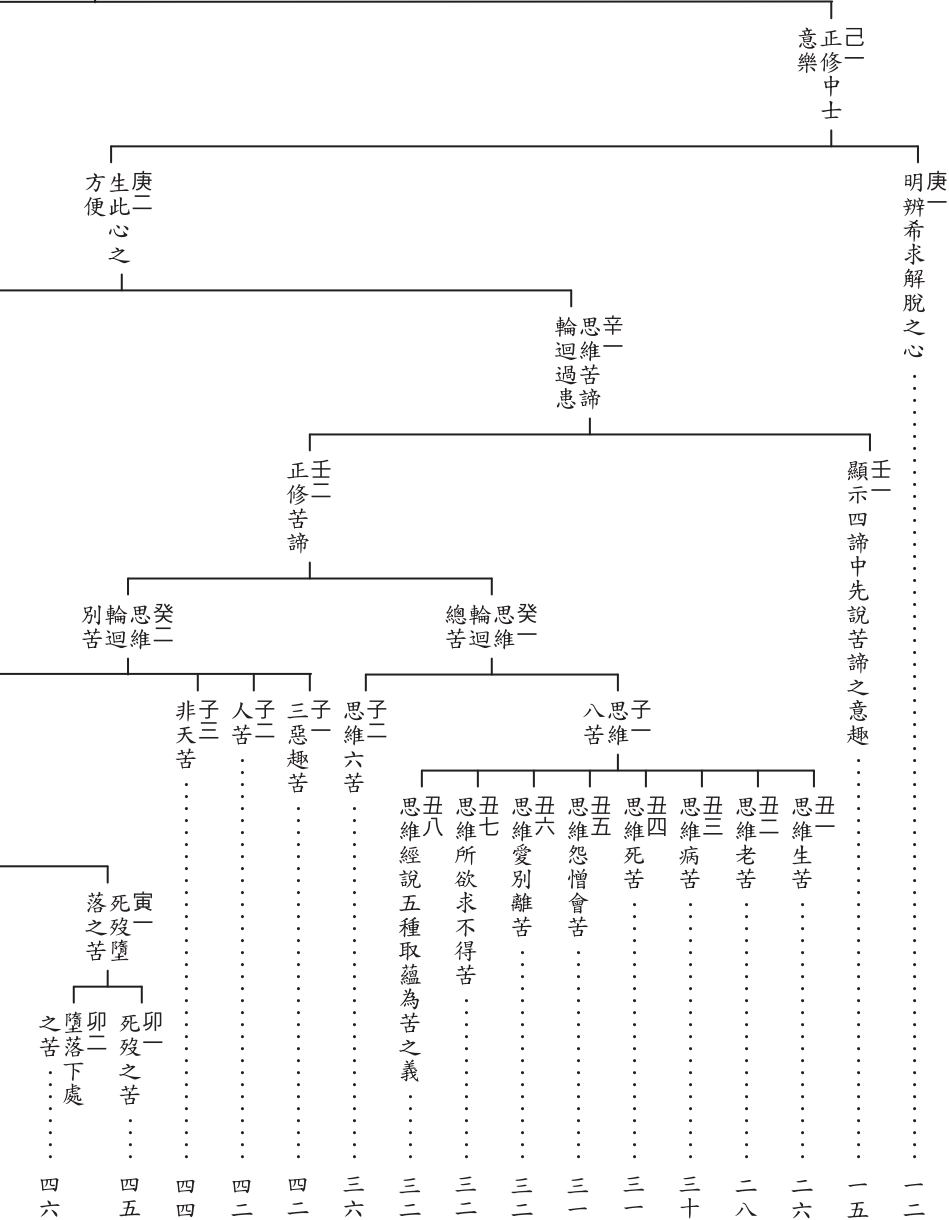 己一
正修中士
意樂
庚一
明辨希求解脫之心 一二
庚二
生此心之
方便
辛一
思維苦諦
輪迴過患
壬一
顯示四諦中先說苦諦之意趣 一五
壬二
正修苦諦
癸一
思維
輪迴
總苦
子一
思維
八苦
丑一
思維生苦 二六
丑二
思維老苦 二八
丑三
思維病苦 三十
丑四
思維死苦 三一
丑五
思維怨憎會苦 三一
丑六
思維愛別離苦 三二
丑七
思維所欲求不得苦 三二
丑八
思維經說五種取蘊為苦之義 三二
子二
思維六苦 三六
癸二
思維
輪迴
別苦
子一
三惡趣苦 四二
子二
人苦 四二
子三
非天苦 四四
寅一
死歿墮
落之苦
卯一
死歿之苦 四五
卯二
墮落下處
之苦 四六